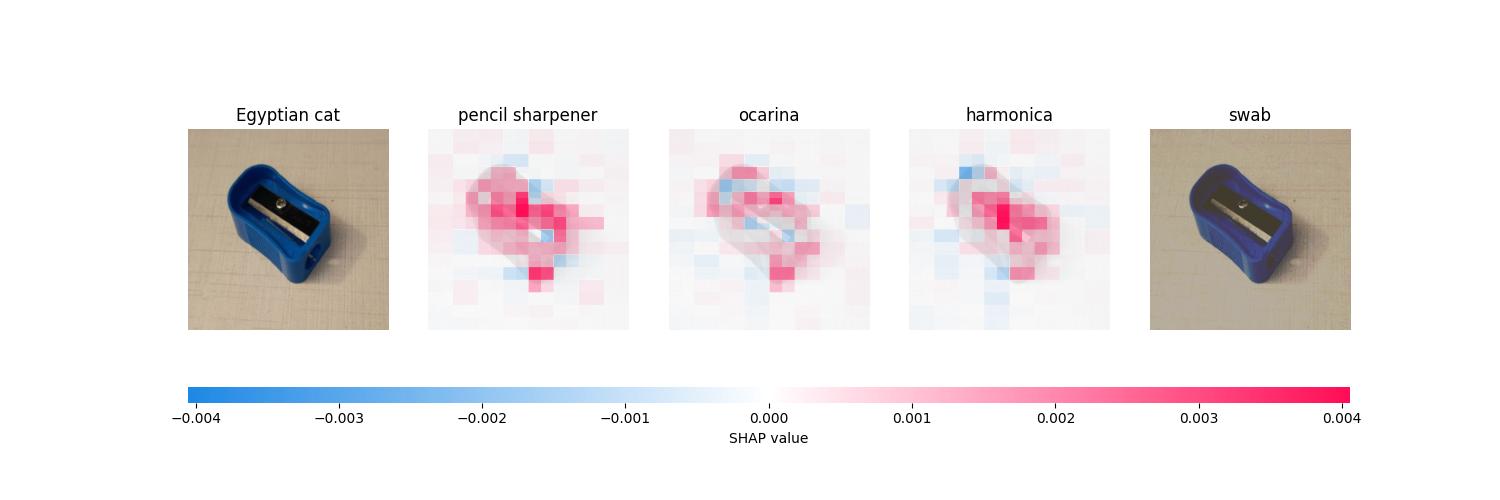 Egyptian cat pencil sharpener ocarina harmonica swab
−0.004 −0.003 −0.002 −0.001 0.000 0.001 0.002 0.003 0.004
SHAP value